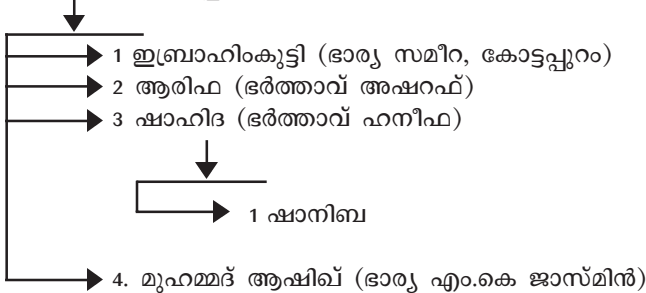 1 ഇബ്രാഹിംകുട്ടി (ഭാര്യ സമീറ, കോട്ടപ്പുറം)
2 ആരിഫ (ഭർത്താവ് അഷറഫ്)
3 ഷാഹിദ (ഭർത്താവ് ഹനീഫ)
1 ഷാനിബ
4. മുഹമ്മദ് ആഷിഖ് (ഭാര്യ എം.കെ ജാസ്മിൻ)